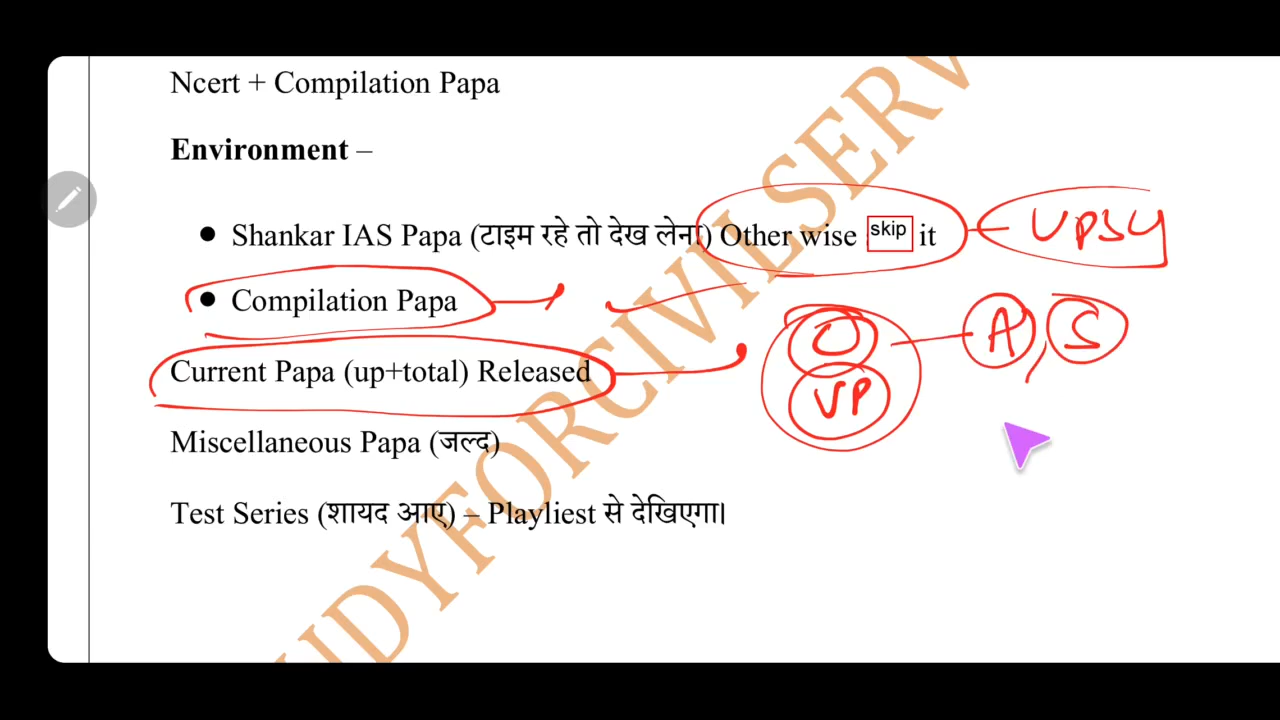 Ncert + Compilation Papa
Environment –
● Shankar IAS Papa (टाइम रहे तो देख लेना) Other wise skip it
UPSY
● Compilation Papa
O
A, S
Current Papa (up+total) Released
UP
Miscellaneous Papa (जल्द)
Test Series (शायद आए) – Playliest से देखिएगा।
UDYFORCIVILSERV